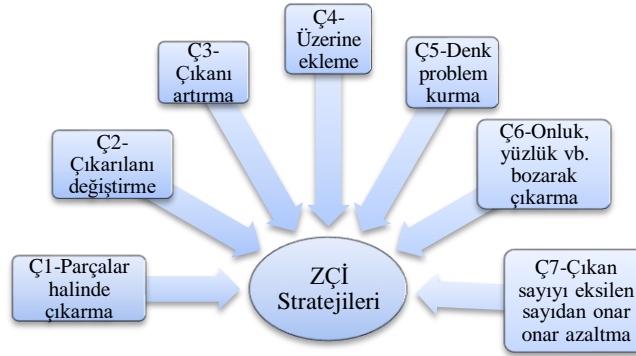 Ç1-Parçalar
halinde
çıkarma
Ç2-
Çıkarılanı
değiştirme
Ç3-
Çıkanı
artırma
Ç4-
Üzerine
ekleme
Ç5-Denk
problem
kurma
Ç6-Onluk,
yüzlük vb.
bozarak
çıkarma
Ç7-Çıkan
sayıyı eksilen
sayıdan onar
onar azaltma
ZÇİ
Stratejileri